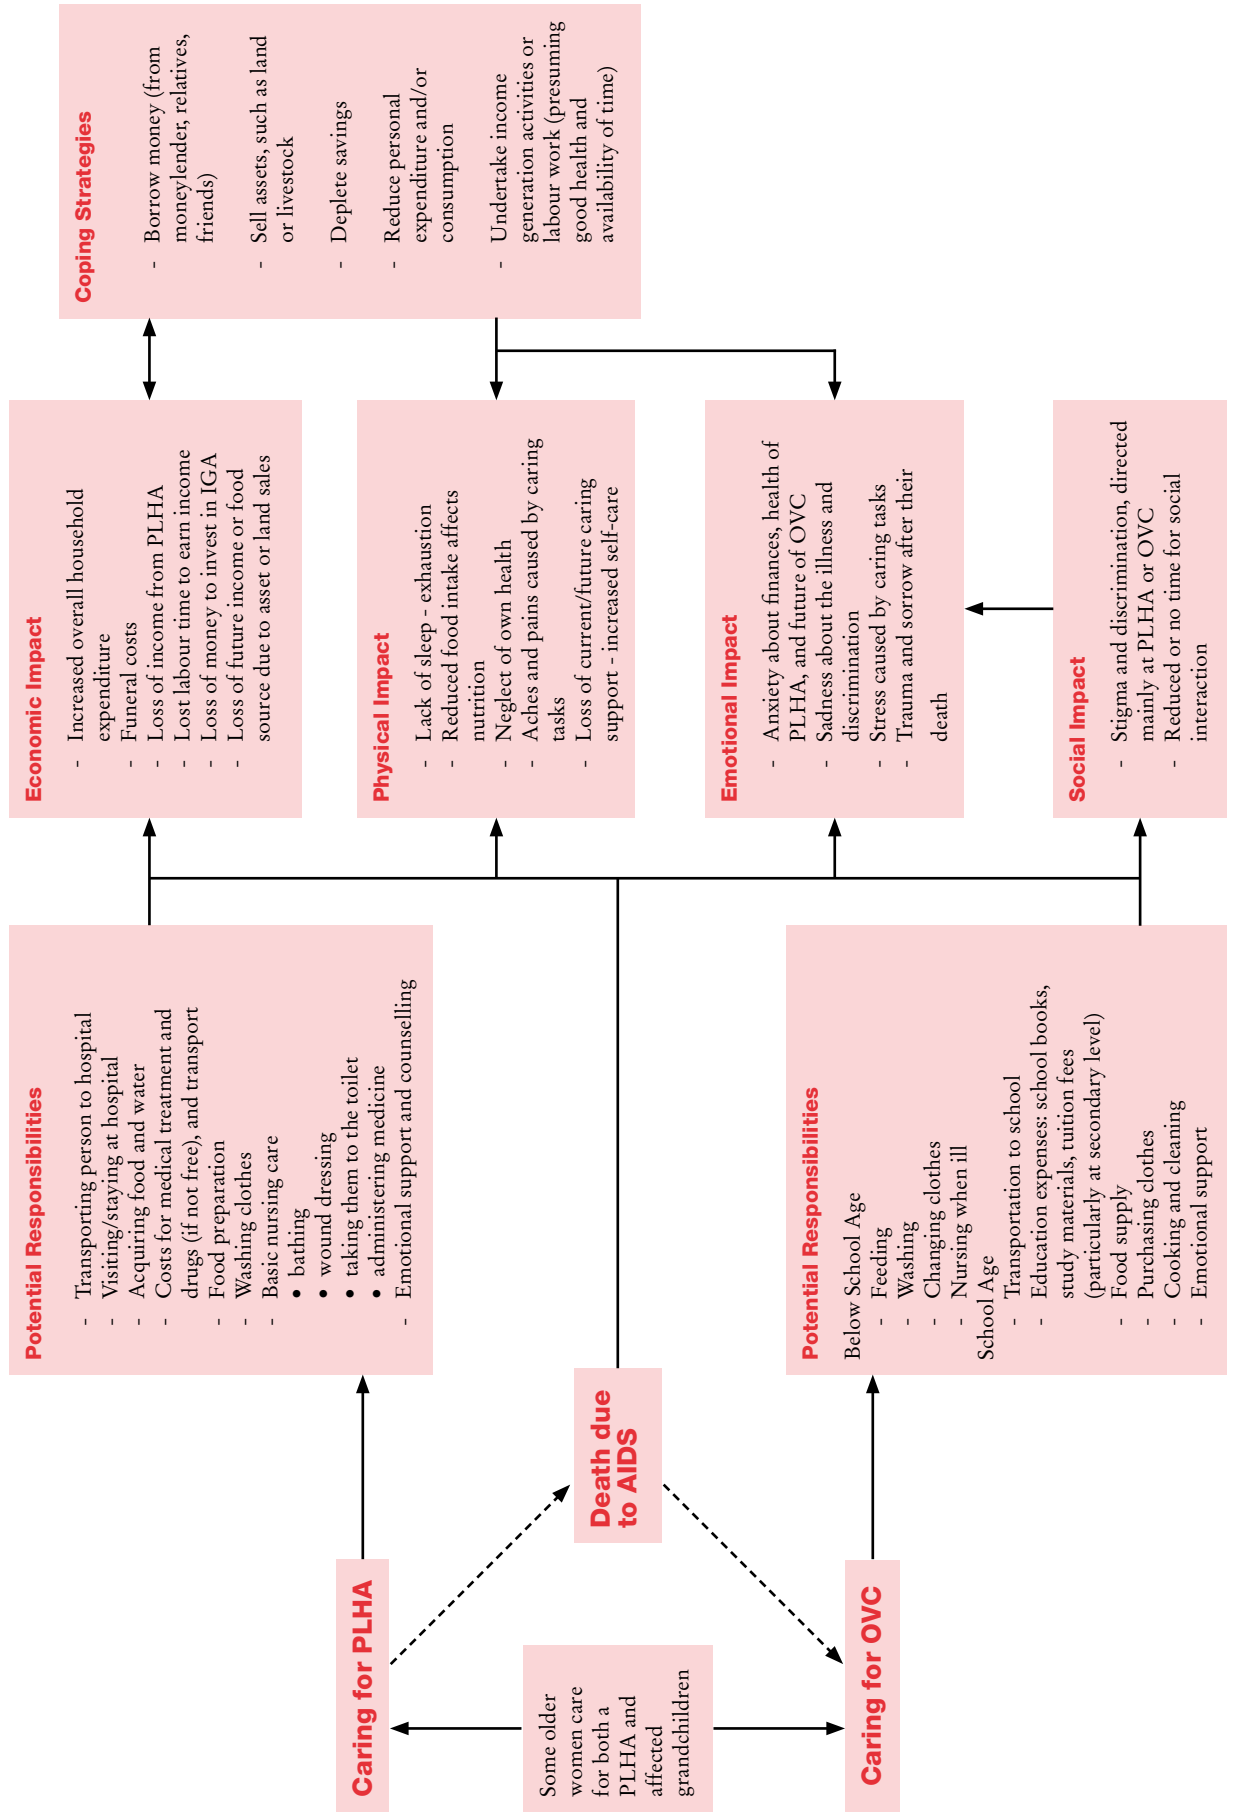 Caring for PLHA
Some older
women care
for both a
PLHA and
affected
grandchildren
Caring for OVC
Death due
to AIDS
Potential Responsibilities
- Transporting person to hospital
- Visiting/staying at hospital
- Acquiring food and water
- Costs for medical treatment and
drugs (if not free), and transport
- Food preparation
- Washing clothes
- Basic nursing care
• bathing
• wound dressing
• taking them to the toilet
• administering medicine
- Emotional support and counselling
Potential Responsibilities
Below School Age
- Feeding
- Washing
- Changing clothes
- Nursing when ill
School Age
- Transportation to school
- Education expenses: school books,
study materials, tuition fees
(particularly at secondary level)
- Food supply
- Purchasing clothes
- Cooking and cleaning
- Emotional support
Economic Impact
- Increased overall household
expenditure
- Funeral costs
- Loss of income from PLHA
- Lost labour time to earn income
- Loss of money to invest in IGA
- Loss of future income or food
source due to asset or land sales
Physical Impact
- Lack of sleep - exhaustion
- Reduced food intake affects
nutrition
- Neglect of own health
- Aches and pains caused by caring
tasks
- Loss of current/future caring
support - increased self-care
Emotional Impact
- Anxiety about finances, health of
PLHA, and future of OVC
- Sadness about the illness and
discrimination
- Stress caused by caring tasks
- Trauma and sorrow after their
death
Social Impact
- Stigma and discrimination, directed
mainly at PLHA or OVC
- Reduced or no time for social
interaction
Coping Strategies
- Borrow money (from
moneylender, relatives,
friends)
- Sell assets, such as land
or livestock
- Deplete savings
- Reduce personal
expenditure and/or
consumption
- Undertake income
generation activities or
labour work (presuming
good health and
availability of time)